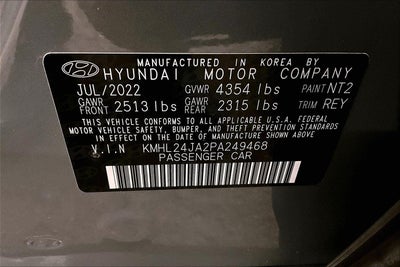 MANUFACTURED IN KOREA BY
HYUNDAI MOTOR COMPANY
JUL/2022 GVWR 4354 lbs PAINT NT2
GAWR FRONT 2513 lbs GAWR REAR 2315 lbs TRIM REY
THIS VEHICLE CONFORMS TO ALL APPLICABLE U.S.A. FEDERAL
MOTOR VEHICLE SAFETY, BUMPER, AND THEFT PREVENTION STANDARDS
IN EFFECT ON THE DATE OF MANUFACTURE SHOWN ABOVE
V.I.N KMHL24JA2PA249468
PASSENGER CAR